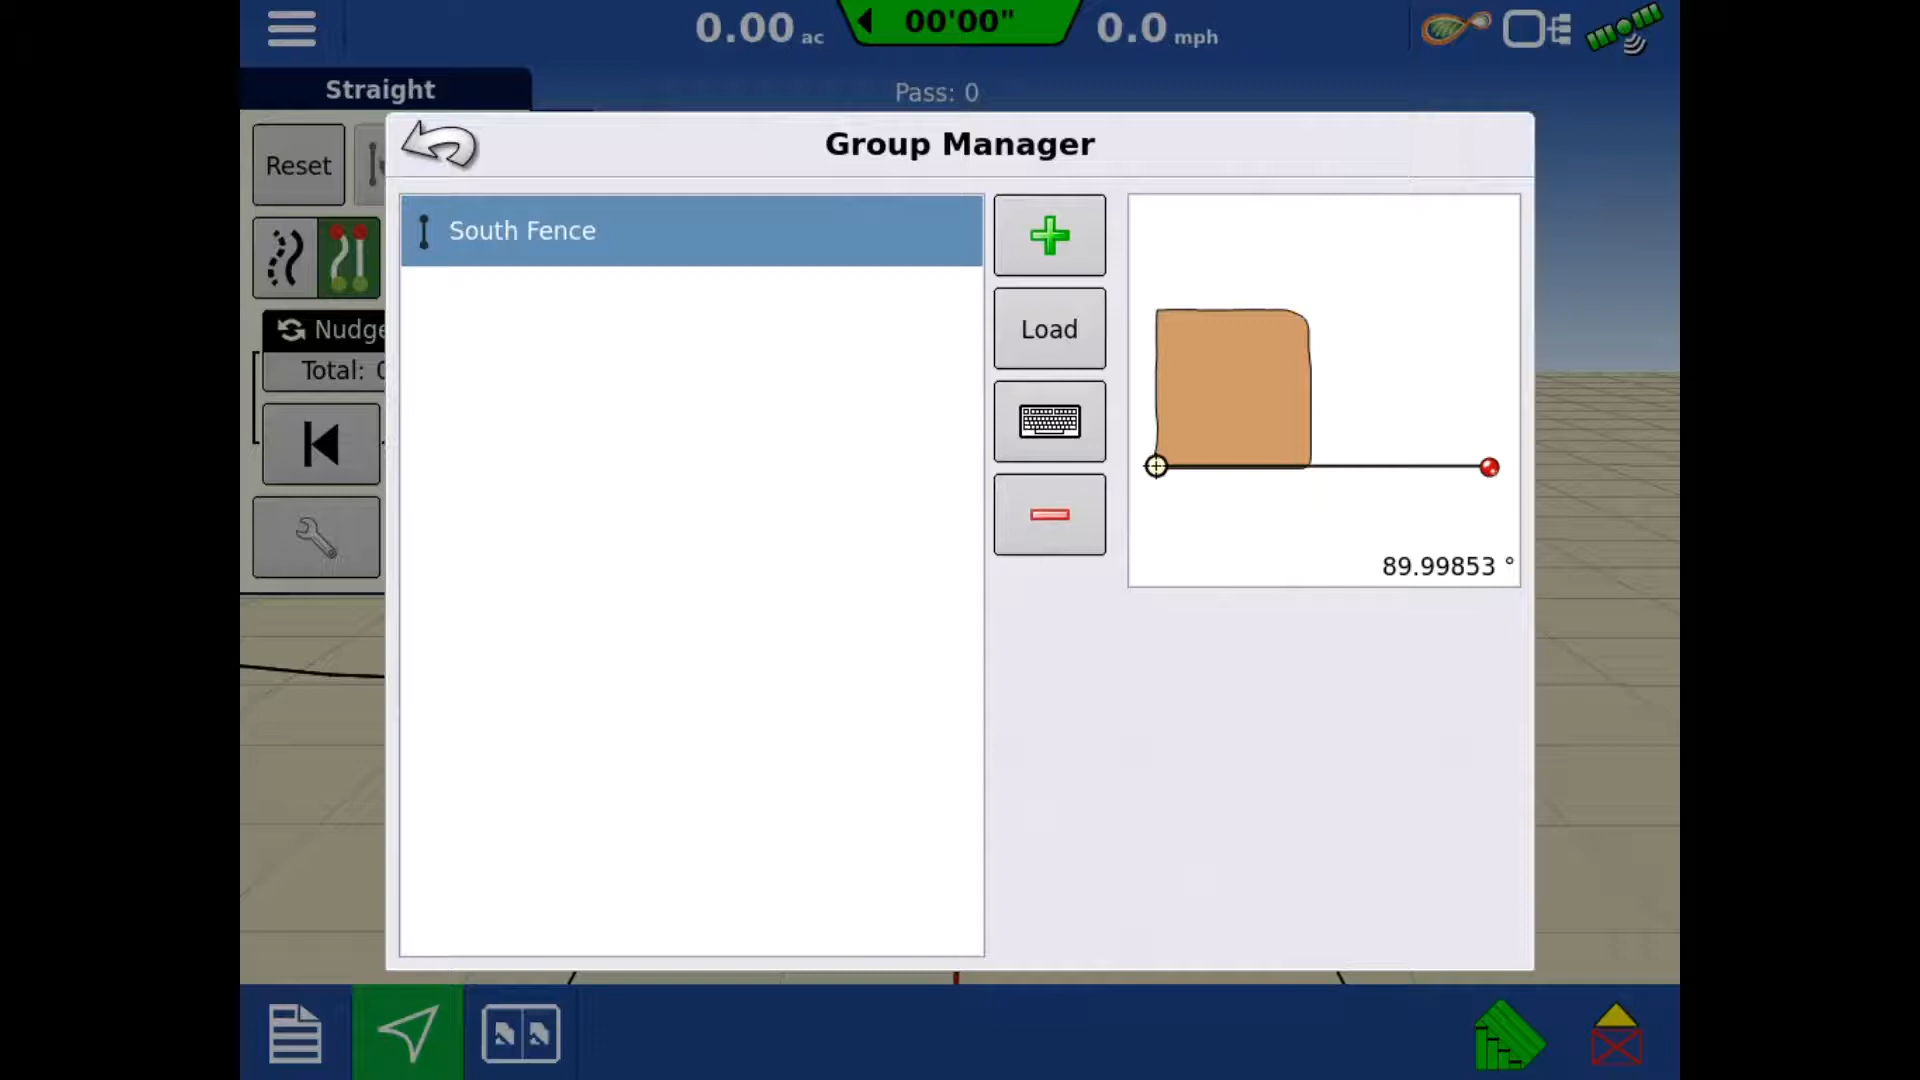 0.00 ac
00'00"
0.0 mph
Straight
Pass: 0
Group Manager
Reset
South Fence
Load
Nudge
Total: 0
89.99853 °